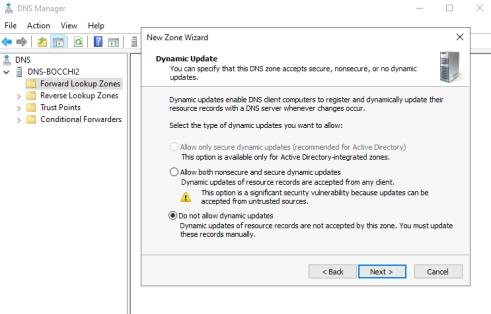 DNS Manager
File Action View Help
DNS
DNS-BOCCHI2
Forward Lookup Zones
Reverse Lookup Zones
Trust Points
Conditional Forwarders
New Zone Wizard
Dynamic Update
You can specify that this DNS zone accepts secure, nonsecure, or no dynamic
updates.
Dynamic updates enable DNS client computers to register and dynamically update their
resource records with a DNS server whenever changes occur.
Select the type of dynamic updates you want to allow:
Allow only secure dynamic updates (recommended for Active Directory)
This option is available only for Active Directory-integrated zones.
Allow both nonsecure and secure dynamic updates
Dynamic updates of resource records are accepted from any client.
This option is a significant security vulnerability because updates can be
accepted from untrusted sources.
Do not allow dynamic updates
Dynamic updates of resource records are not accepted by this zone. You must update
these records manually.
< Back
Next >
Cancel